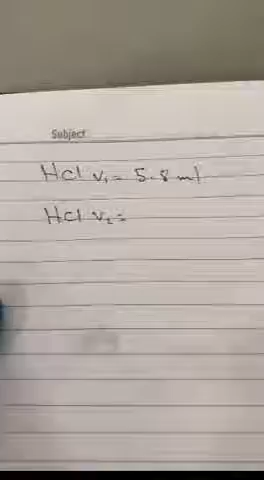 Subject
HCl V₁ = 5.8 ml
HCl V₂ =